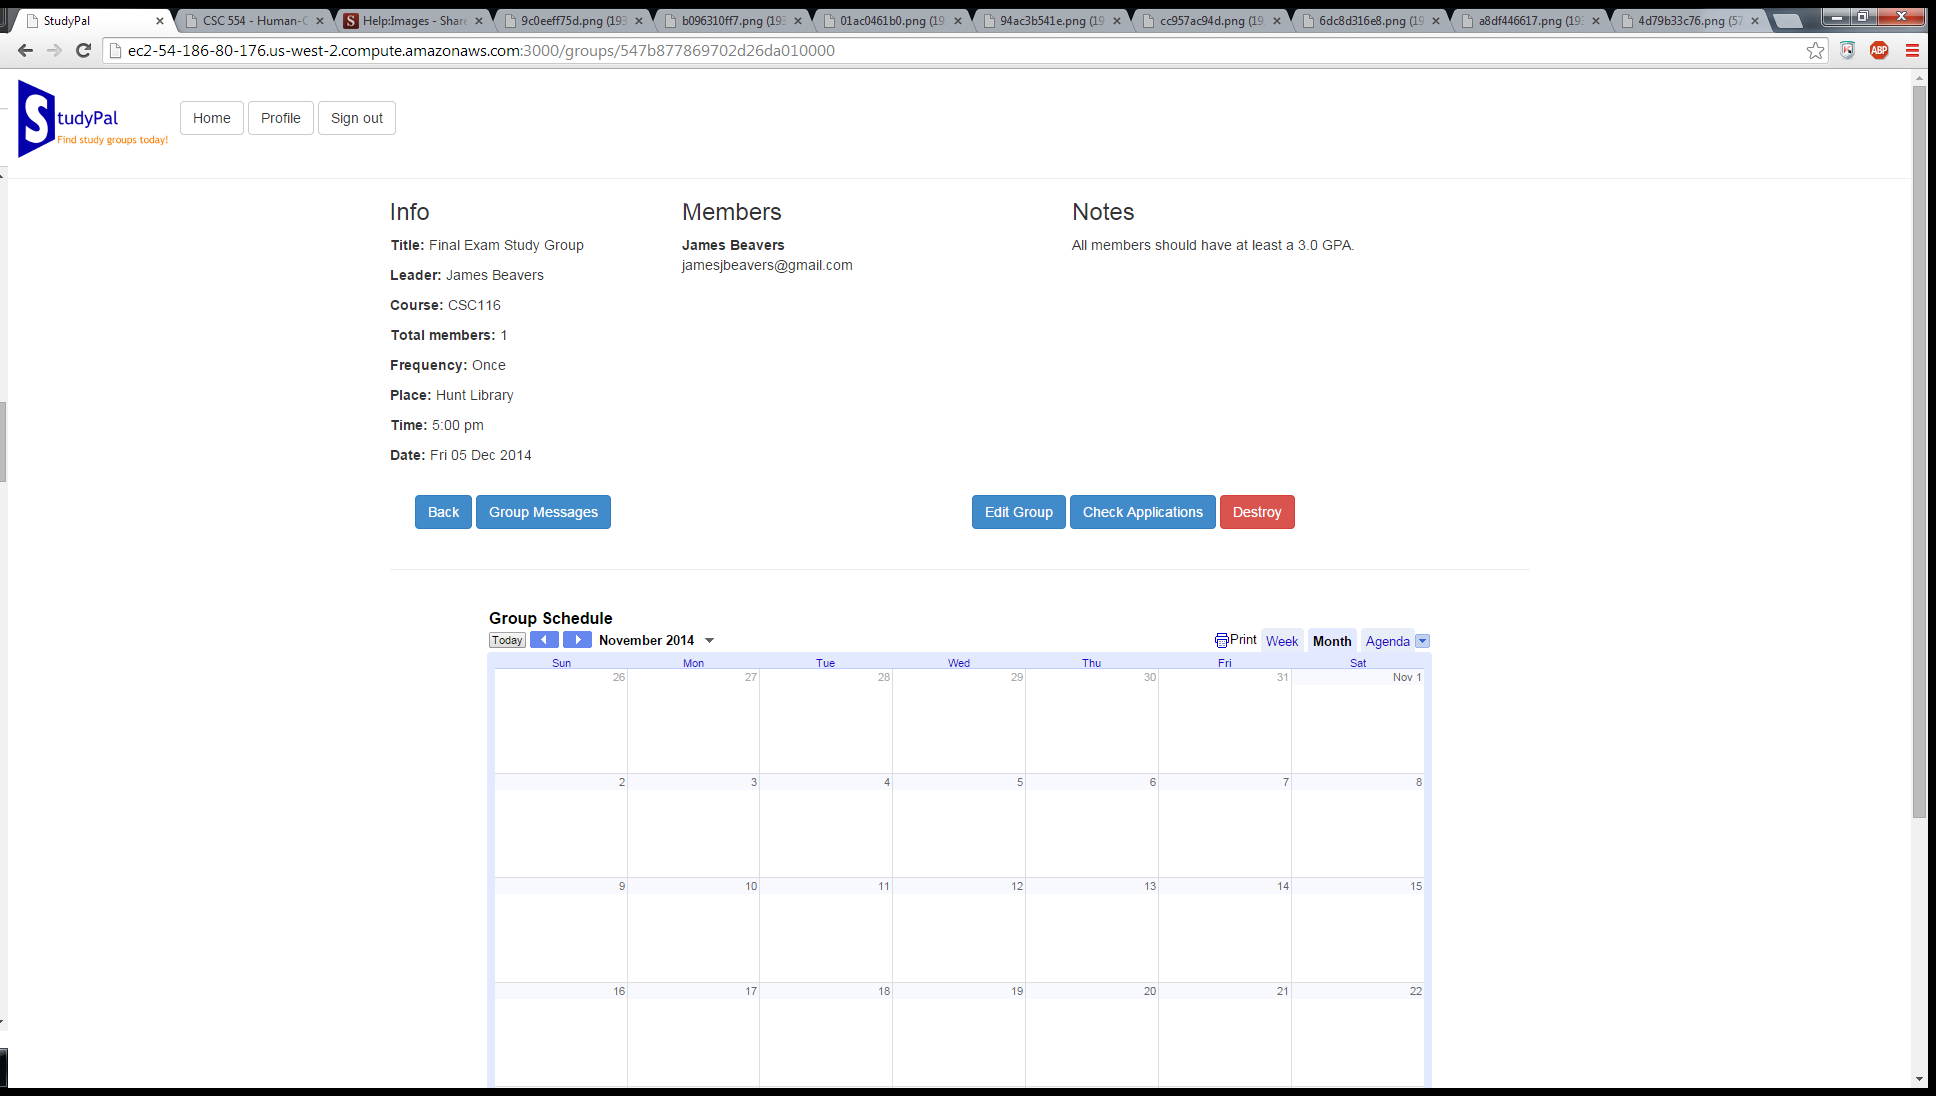 StudyPal
CSC 554 - Human-C
Help:Images - Share
9c0eeff75d.png (193
b096310ff7.png (193
01ac0461b0.png (19
94ac3b541e.png (19
cc957ac94d.png (19
6dc8d316e8.png (19
a8df446617.png (193
4d79b33c76.png (57
ec2-54-186-80-176.us-west-2.compute.amazonaws.com:3000/groups/547b877869702d26da010000
ABP
StudyPal
Find study groups today!
Home Profile Sign out
Info
Title: Final Exam Study Group
Leader: James Beavers
Course: CSC116
Total members: 1
Frequency: Once
Place: Hunt Library
Time: 5:00 pm
Date: Fri 05 Dec 2014
Members
James Beavers
jamesjbeavers@gmail.com
Notes
All members should have at least a 3.0 GPA.
Back Group Messages Edit Group Check Applications Destroy
Group Schedule
Today November 2014 Print Week Month Agenda
Sun Mon Tue Wed Thu Fri Sat
26 27 28 29 30 31 Nov 1
2 3 4 5 6 7 8
9 10 11 12 13 14 15
16 17 18 19 20 21 22